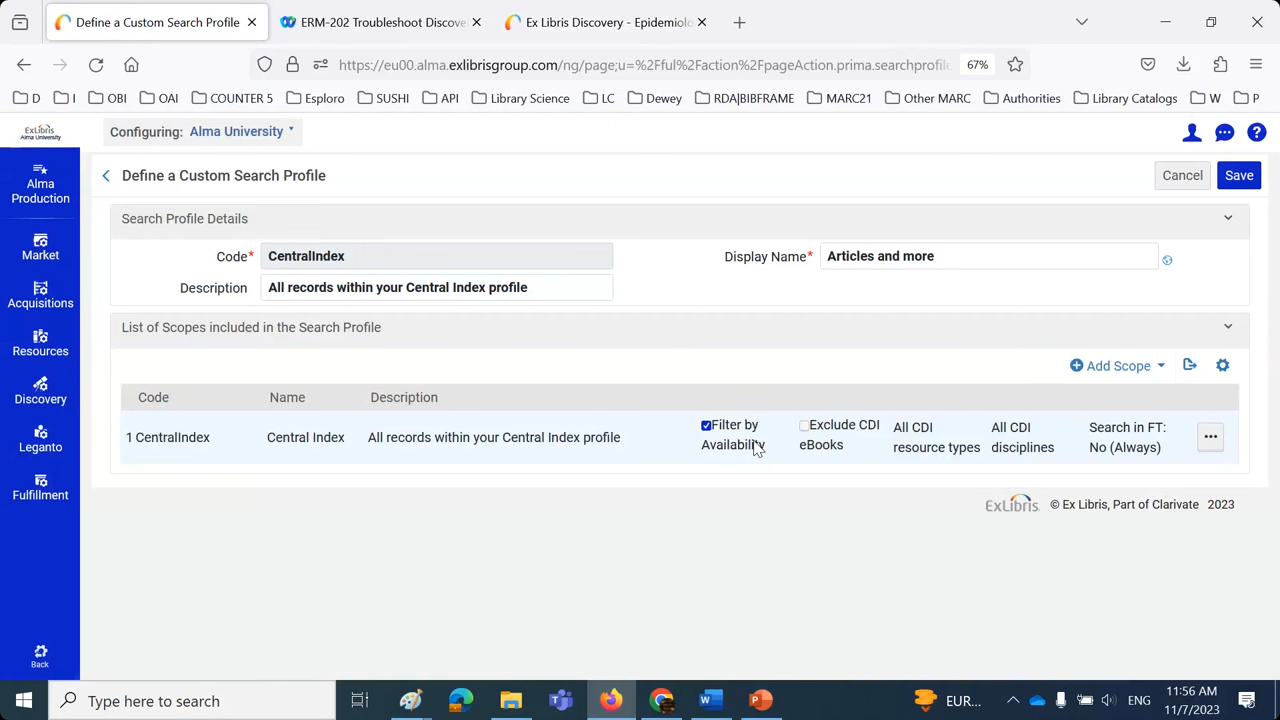 Define a Custom Search Profile
ERM-202 Troubleshoot Discove
Ex Libris Discovery - Epidemiolo
https://eu00.alma.exlibrisgroup.com/ng/page;u=%2Fful%2Faction%2FpageAction.prima.searchprofile
67%
D
I
OBI
OAI
COUNTER 5
Esploro
SUSHI
API
Library Science
LC
Dewey
RDA|BIBFRAME
MARC21
Other MARC
Authorities
Library Catalogs
W
P
ExLibris
Alma University
Configuring: Alma University
Alma
Production
Market
Acquisitions
Resources
Discovery
Leganto
Fulfillment
Back
Define a Custom Search Profile
Cancel
Save
Search Profile Details
Code* CentralIndex
Display Name* Articles and more
Description All records within your Central Index profile
List of Scopes included in the Search Profile
Add Scope
Code Name Description
1 CentralIndex Central Index All records within your Central Index profile
Filter by
Availability
Exclude CDI
eBooks
All CDI
resource types
All CDI
disciplines
Search in FT:
No (Always)
ExLibris © Ex Libris, Part of Clarivate 2023
Type here to search
EUR...
ENG
11:56 AM
11/7/2023